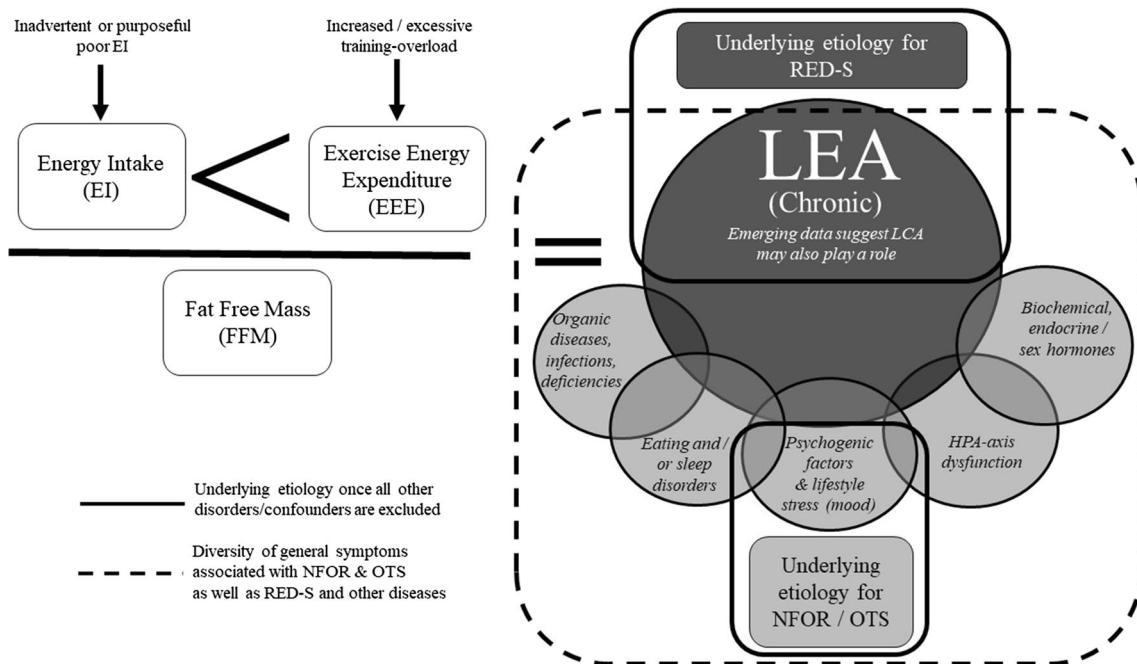 Inadvertent or purposeful
poor EI
Increased / excessive
training-overload
Energy Intake
(EI)
<
Exercise Energy
Expenditure
(EEE)
Fat Free Mass
(FFM)
=
Underlying etiology for
RED-S
LEA
(Chronic)
Emerging data suggest LCA
may also play a role
Organic
diseases,
infections,
deficiencies
Eating and /
or sleep
disorders
Psychogenic
factors
& lifestyle
stress (mood)
HPA-axis
dysfunction
Biochemical,
endocrine /
sex hormones
Underlying
etiology for
NFOR / OTS
Underlying etiology once all other
disorders/confounders are excluded
Diversity of general symptoms
associated with NFOR & OTS
as well as RED-S and other diseases